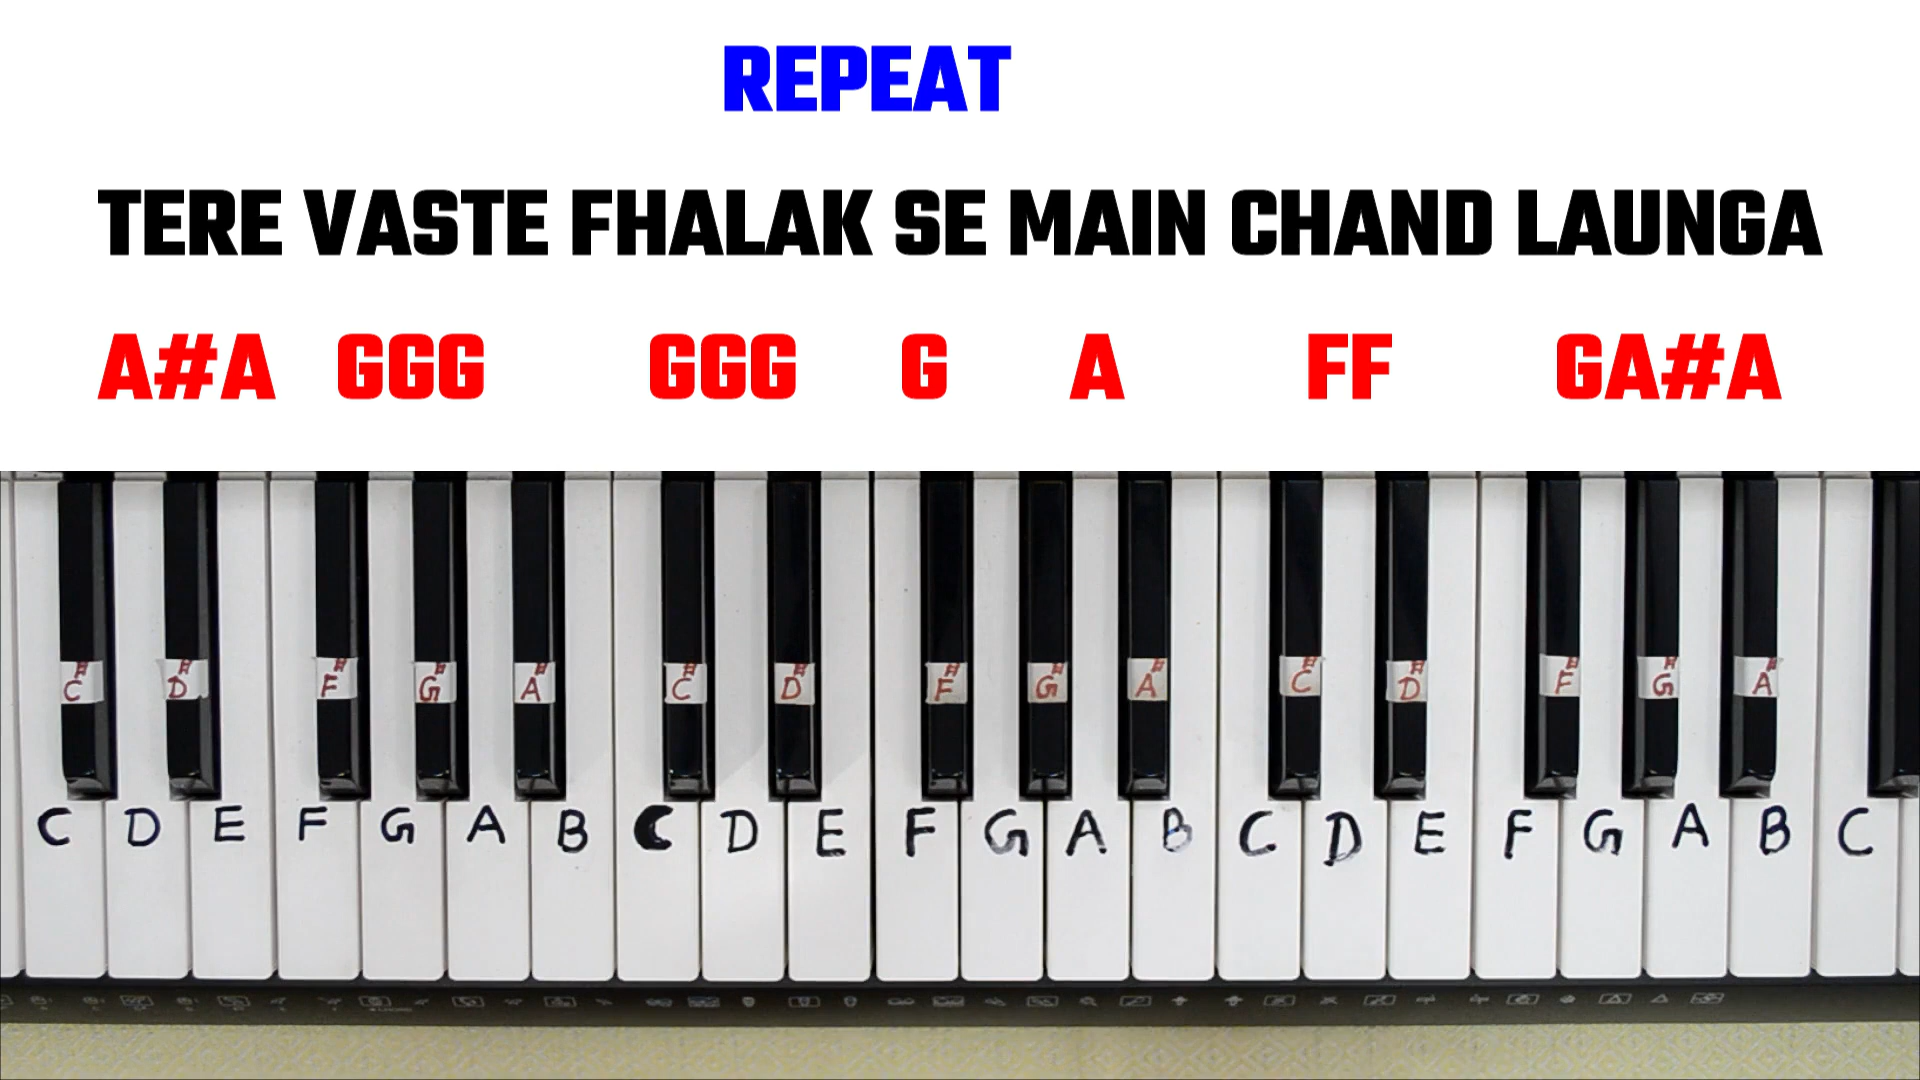 REPEAT
TERE VASTE FHALAK SE MAIN CHAND LAUNGA
A#A GGG GGG G A FF GA#A
C# D# F# G# A# C# D# F# G# A# C# D# F# G# A#
C D E F G A B C D E F G A B C D E F G A B C